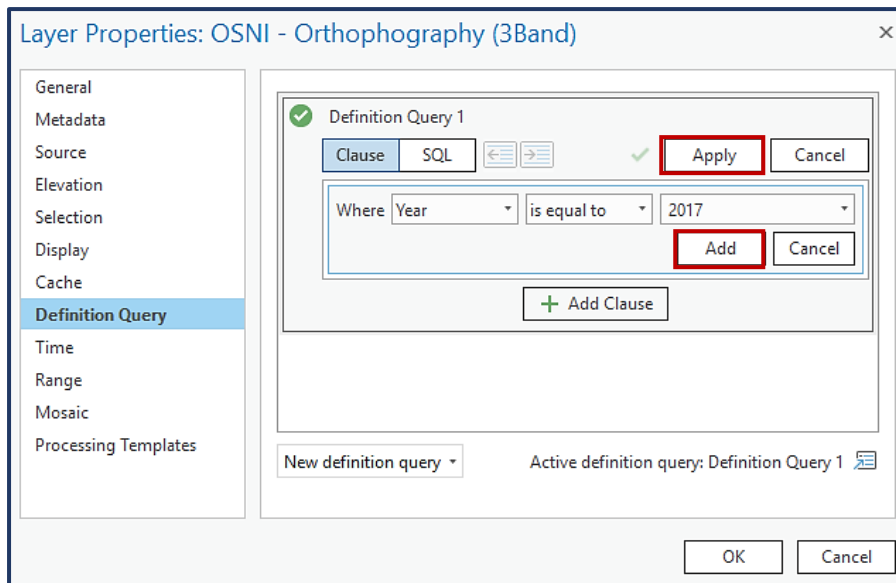 Layer Properties: OSNI - Orthophography (3Band)
General
Metadata
Source
Elevation
Selection
Display
Cache
Definition Query
Time
Range
Mosaic
Processing Templates
Definition Query 1
Clause SQL Apply Cancel
Where Year is equal to 2017
Add Cancel
Add Clause
New definition query Active definition query: Definition Query 1
OK Cancel